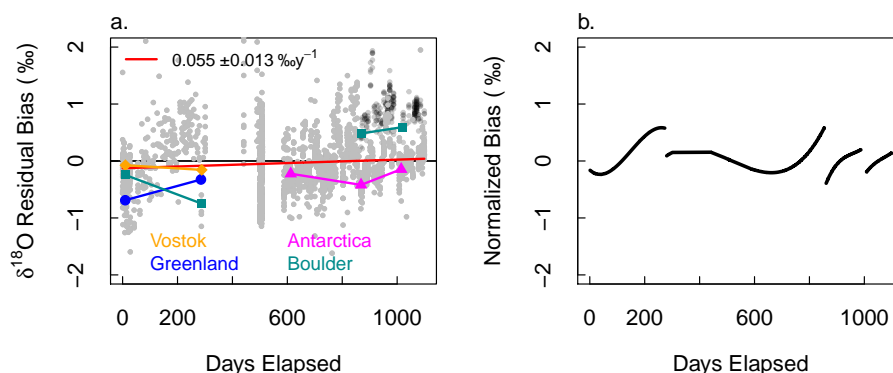 a.
0.055 ±0.013 ‰y⁻¹
δ¹⁸O Residual Bias ( ‰)
2
1
0
−1
−2
Vostok
Greenland
Antarctica
Boulder
0
200
600
1000
Days Elapsed
b.
Normalized Bias ( ‰)
2
1
0
−1
−2
0
200
600
1000
Days Elapsed